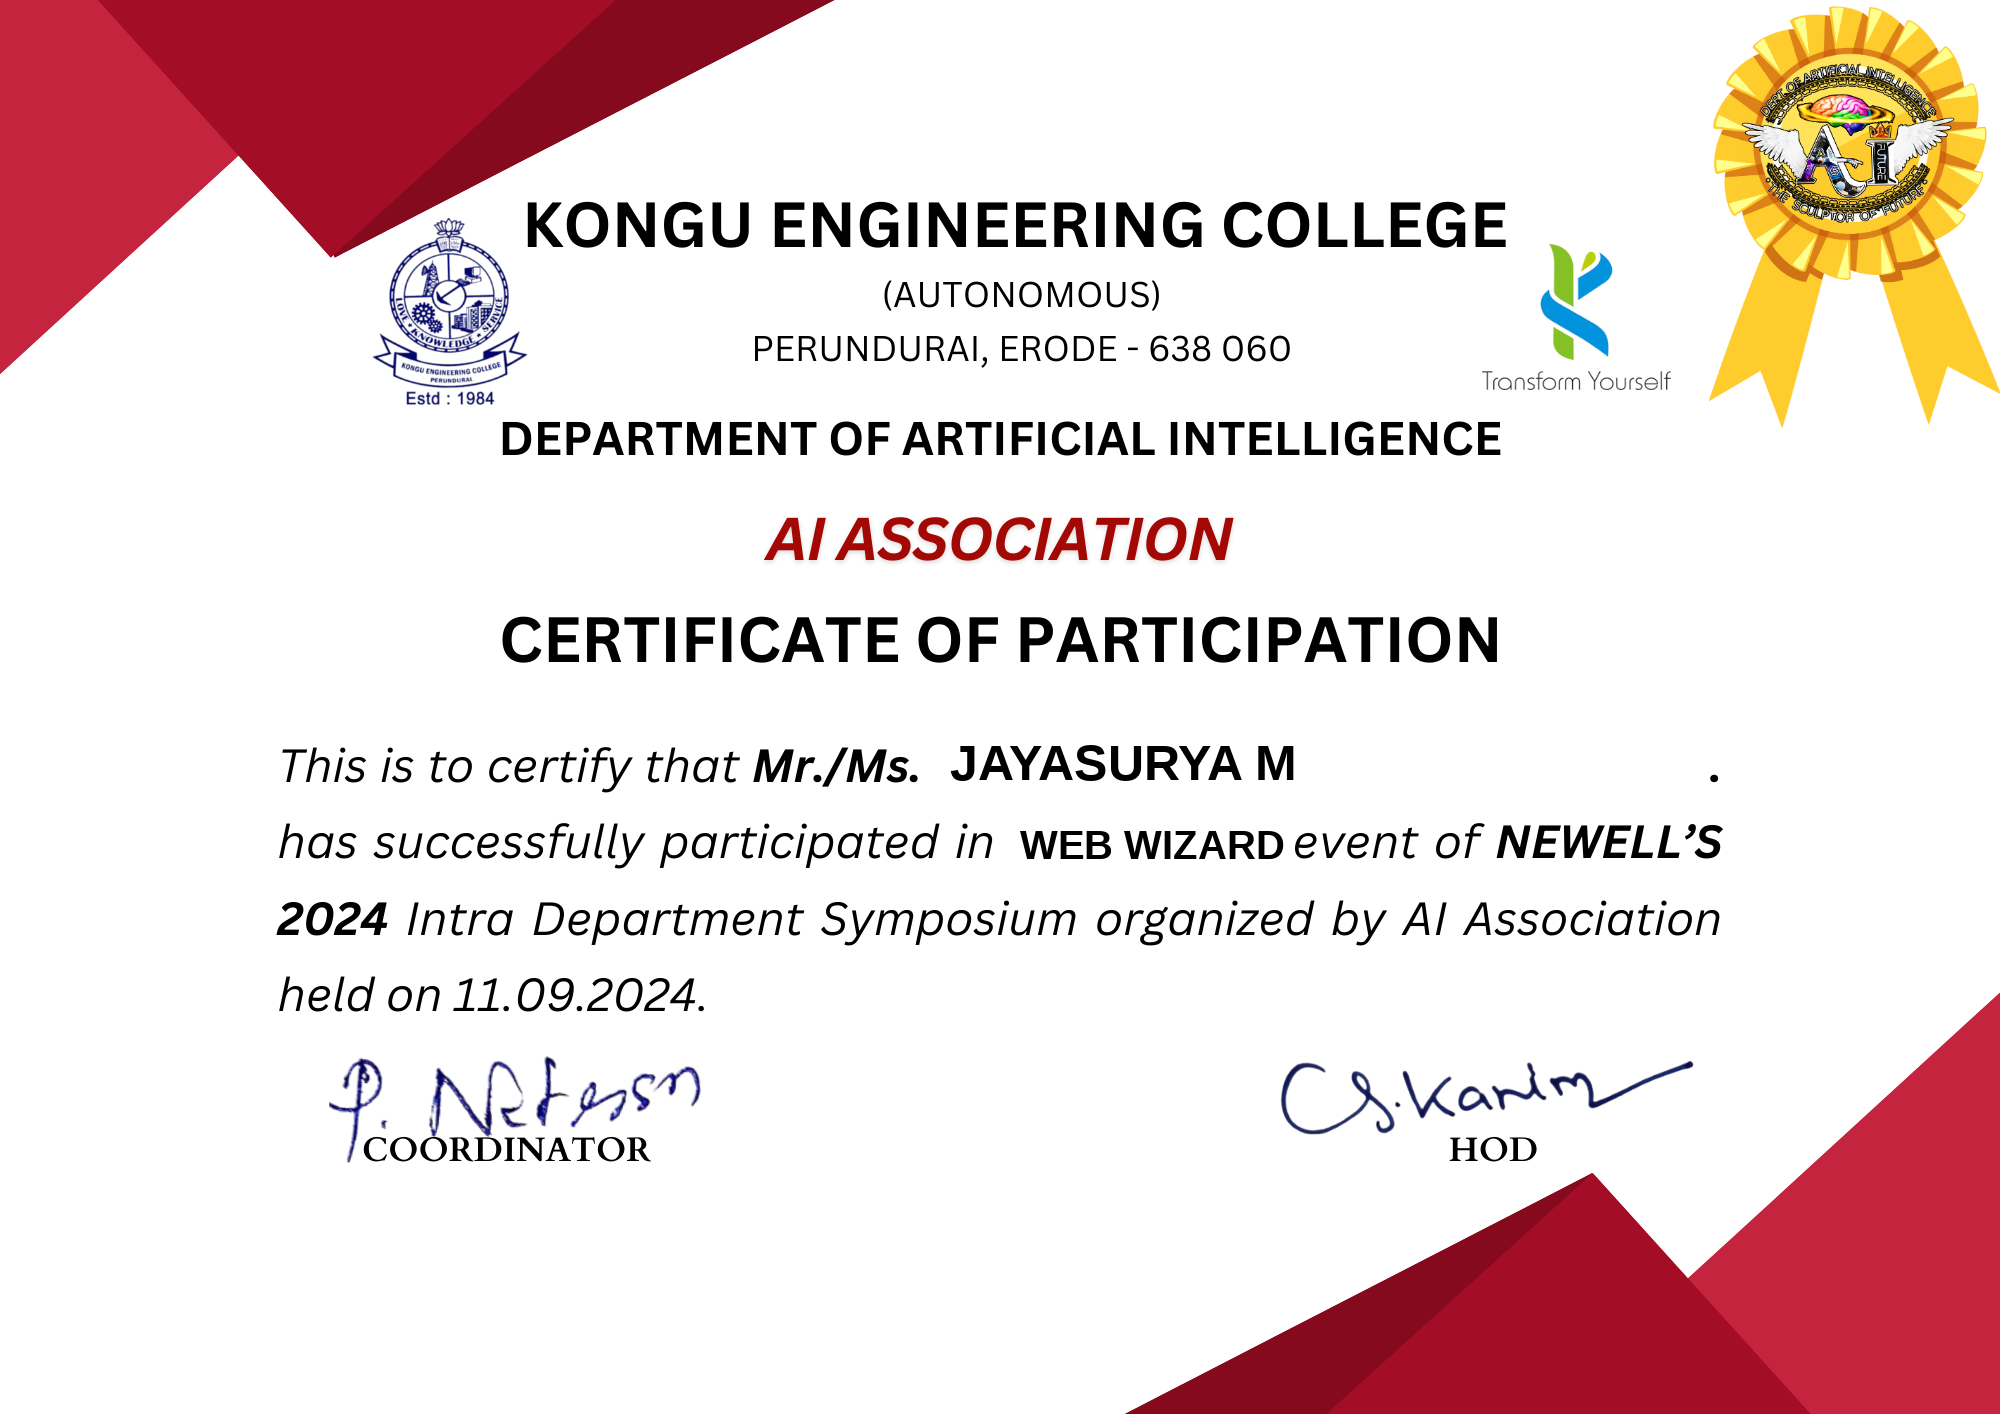 DEPT OF ARTIFICIAL INTELLIGENCE
AI
FUTURE
THE SCULPTOR OF FUTURE
KONGU ENGINEERING COLLEGE
(AUTONOMOUS)
PERUNDURAI, ERODE - 638 060
LOVE • KNOWLEDGE • SERVICE
KONGU ENGINEERING COLLEGE
PERUNDURAI
Estd : 1984
Transform Yourself
DEPARTMENT OF ARTIFICIAL INTELLIGENCE
AI ASSOCIATION
CERTIFICATE OF PARTICIPATION
This is to certify that Mr./Ms. JAYASURYA M .
has successfully participated in WEB WIZARD event of NEWELL’S
2024 Intra Department Symposium organized by AI Association
held on 11.09.2024.
COORDINATOR
HOD